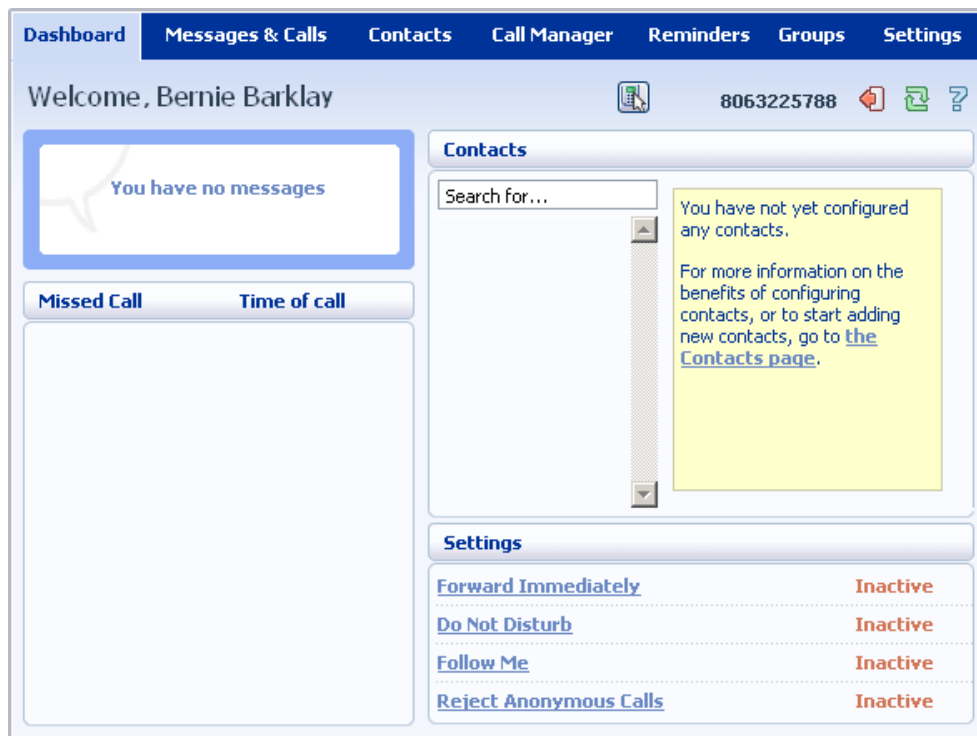 Dashboard Messages & Calls Contacts Call Manager Reminders Groups Settings
Welcome, Bernie Barklay
8063225788
You have no messages
Missed Call Time of call
Contacts
Search for...
You have not yet configured
any contacts.
For more information on the
benefits of configuring
contacts, or to start adding
new contacts, go to the
Contacts page.
Settings
Forward Immediately Inactive
Do Not Disturb Inactive
Follow Me Inactive
Reject Anonymous Calls Inactive